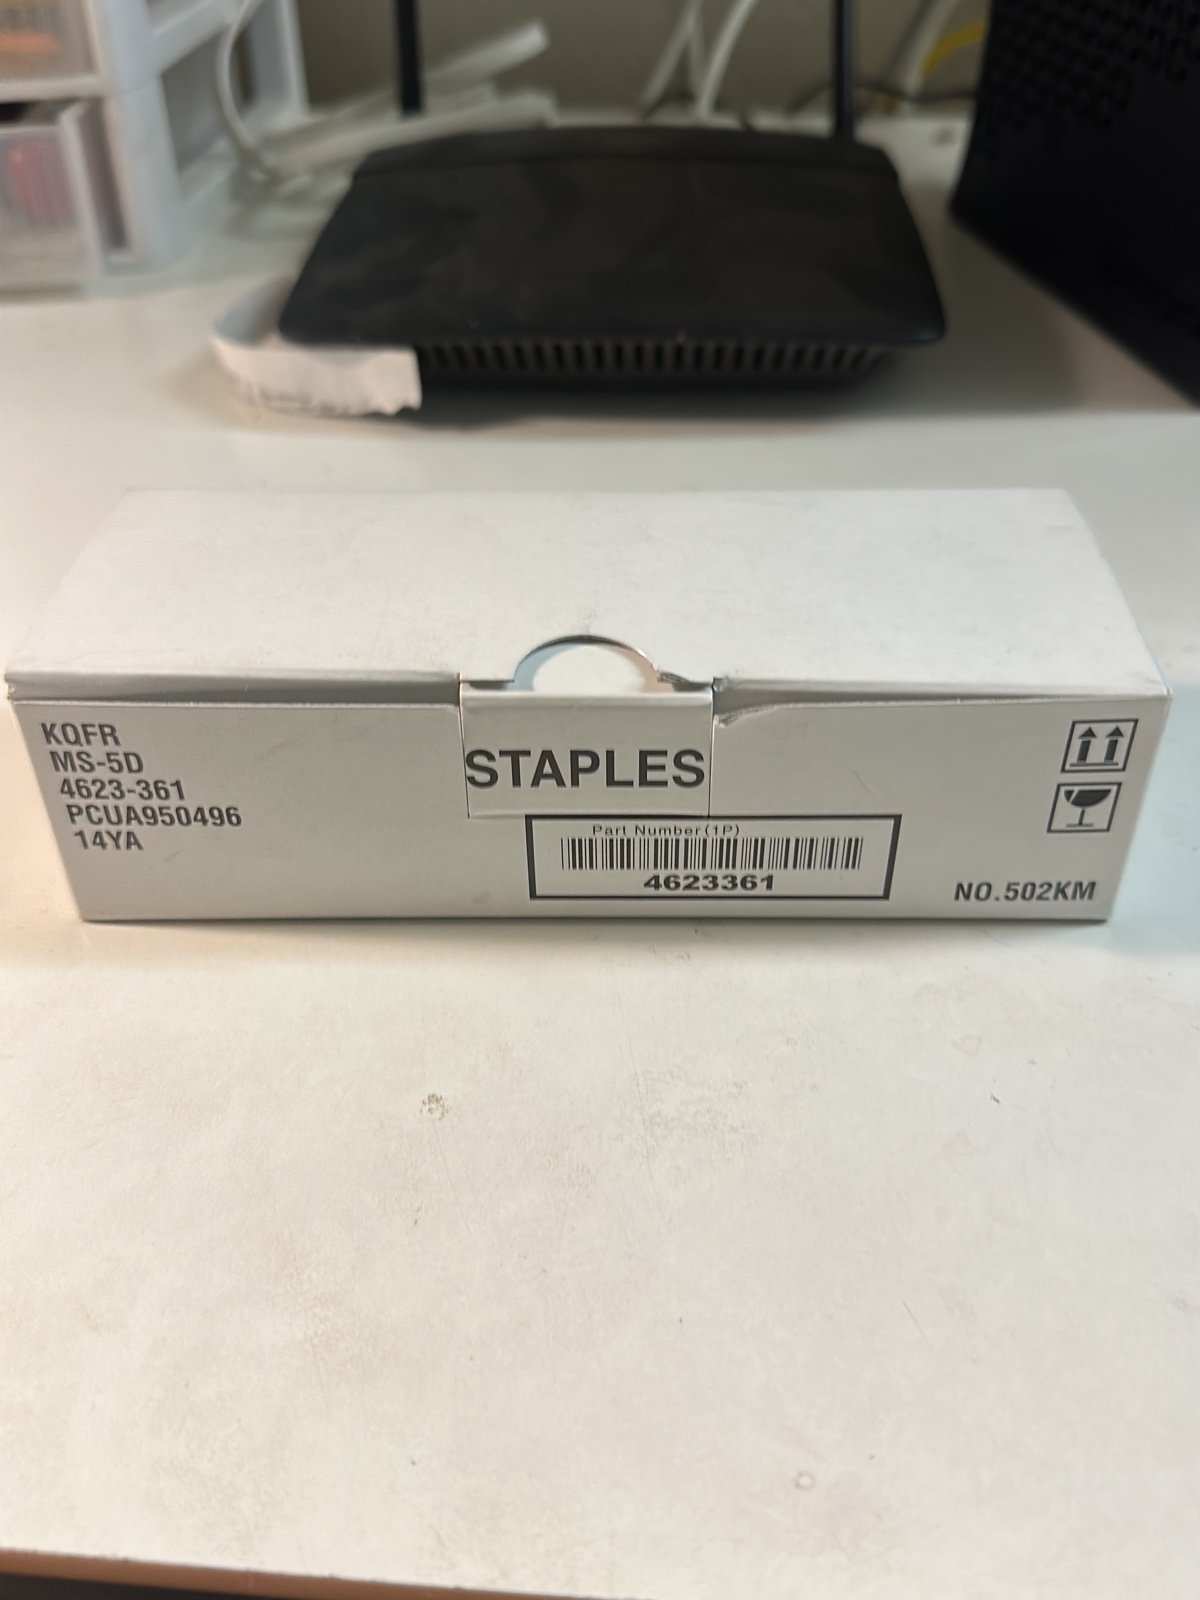 KQFR
MS-5D
4623-361
PCUA950496
14YA
STAPLES
Part Number(1P)
4623361
NO.502KM